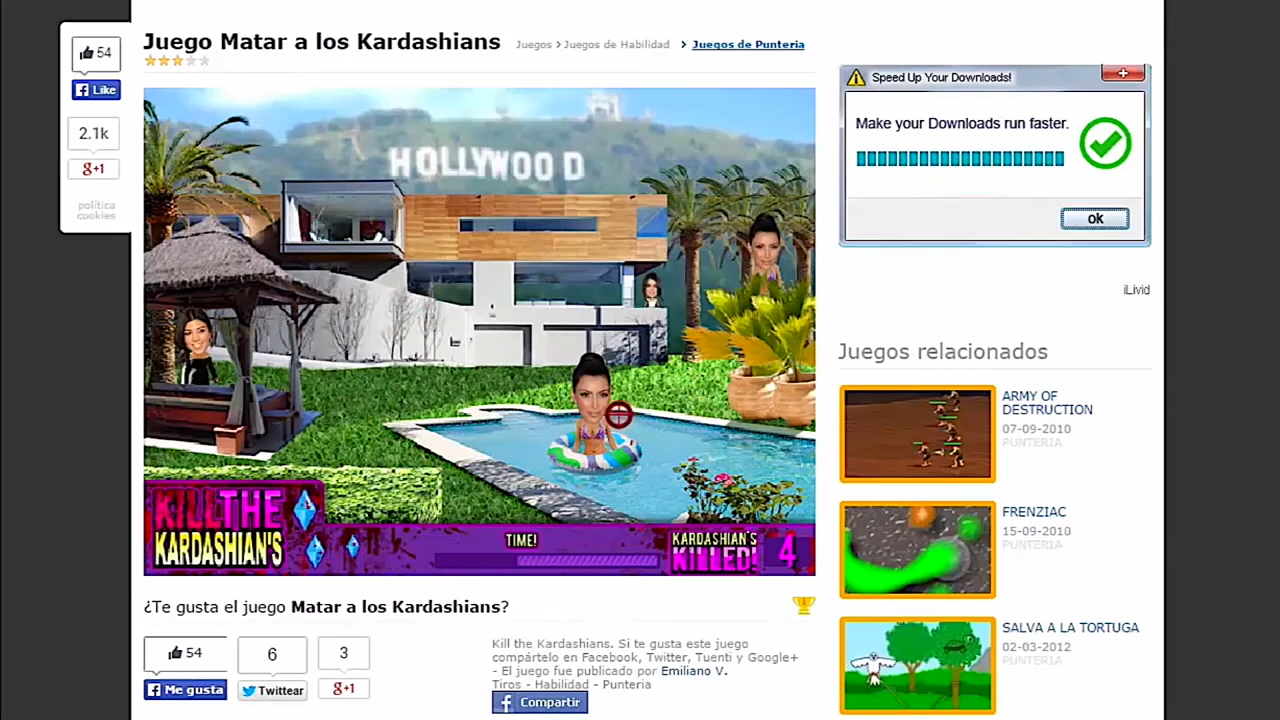 54
Like
2.1k
g+1
política
cookies
Juego Matar a los Kardashians
Juegos > Juegos de Habilidad > Juegos de Puntería
HOLLYWOOD
KILL THE
KARDASHIAN'S
TIME!
KARDASHIAN'S
KILLED!
4
¿Te gusta el juego Matar a los Kardashians?
54
6
3
Me gusta
Twittear
g+1
Kill the Kardashians. Si te gusta este juego
compártelo en Facebook, Twitter, Tuenti y Google+
- El juego fue publicado por Emiliano V.
Tiros - Habilidad - Punteria
Compartir
Speed Up Your Downloads!
Make your Downloads run faster.
ok
iLivid
Juegos relacionados
ARMY OF
DESTRUCTION
07-09-2010
PUNTERÍA
FRENZIAC
15-09-2010
PUNTERÍA
SALVA A LA TORTUGA
02-03-2012
PUNTERÍA